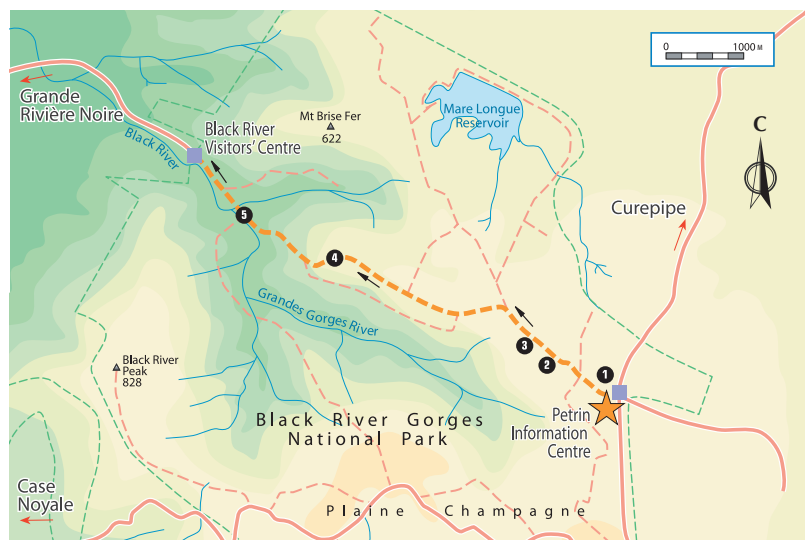 0 1000 M
Grande
Rivière Noire
Black River
Black River
Visitors' Centre
Mt Brise Fer
622
Mare Longue
Reservoir
C
Curepipe
5
4
Grandes Gorges River
3
2
1
Black River
Peak
828
Black River Gorges
National Park
Petrin
Information
Centre
Case
Noyale
Plaine Champagne